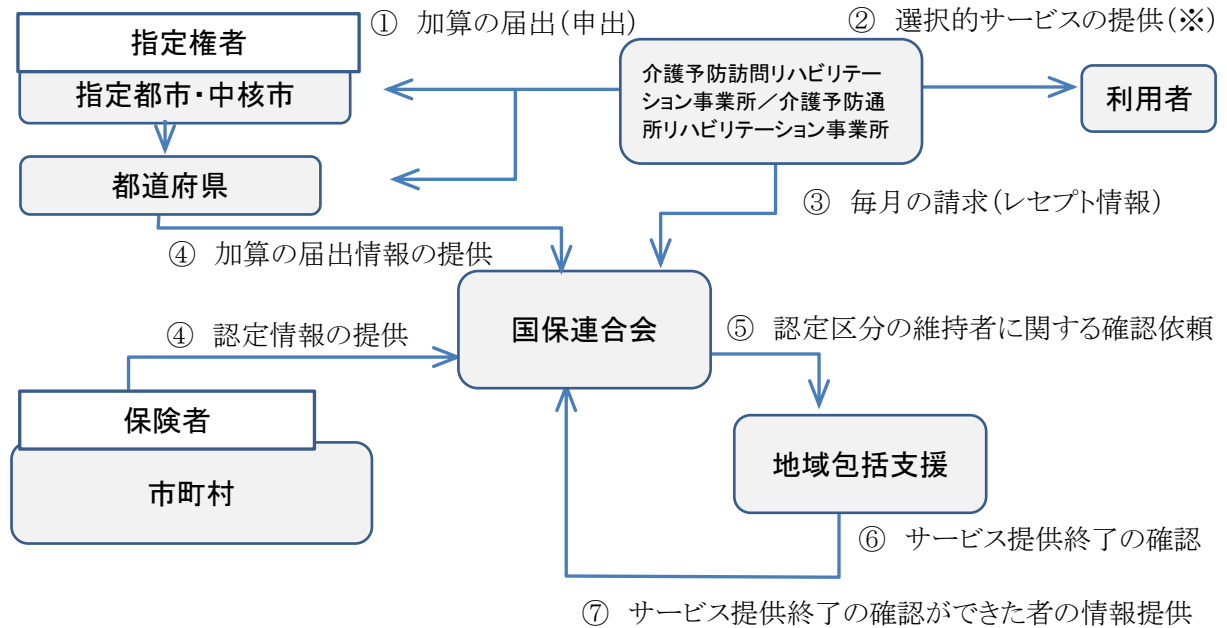 ① 加算の届出(申出)
② 選択的サービスの提供(※)
指定権者
指定都市・中核市
介護予防訪問リハビリテー
ション事業所／介護予防通
所リハビリテーション事業所
利用者
都道府県
③ 毎月の請求(レセプト情報)
④ 加算の届出情報の提供
国保連合会
④ 認定情報の提供
⑤ 認定区分の維持者に関する確認依頼
保険者
市町村
地域包括支援
⑥ サービス提供終了の確認
⑦ サービス提供終了の確認ができた者の情報提供